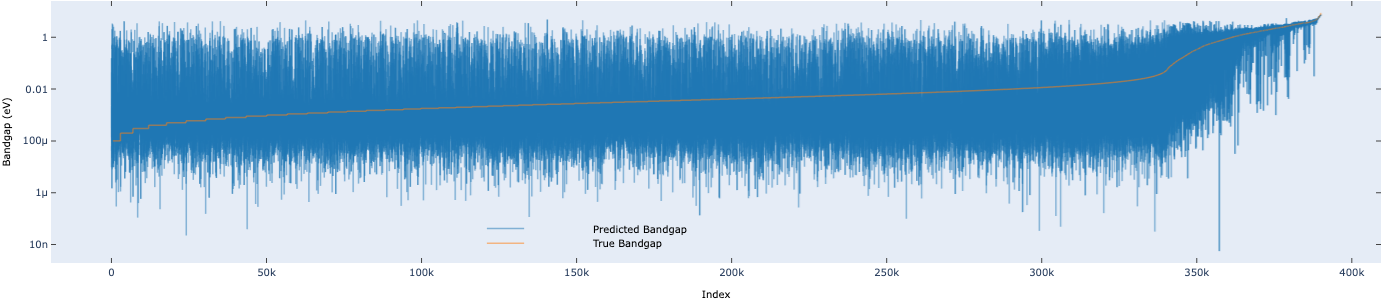 1
0.01
100μ
1μ
10n
Bandgap (eV)
Predicted Bandgap
True Bandgap
0 50k 100k 150k 200k 250k 300k 350k 400k
Index